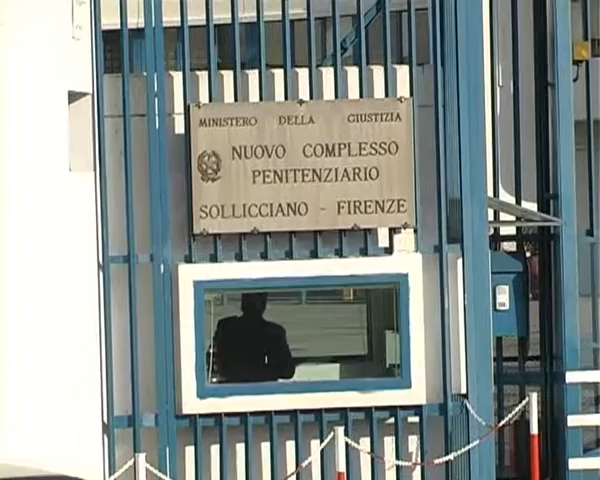 MINISTERO DELLA GIUSTIZIA
NUOVO COMPLESSO
PENITENZIARIO
SOLLICCIANO - FIRENZE